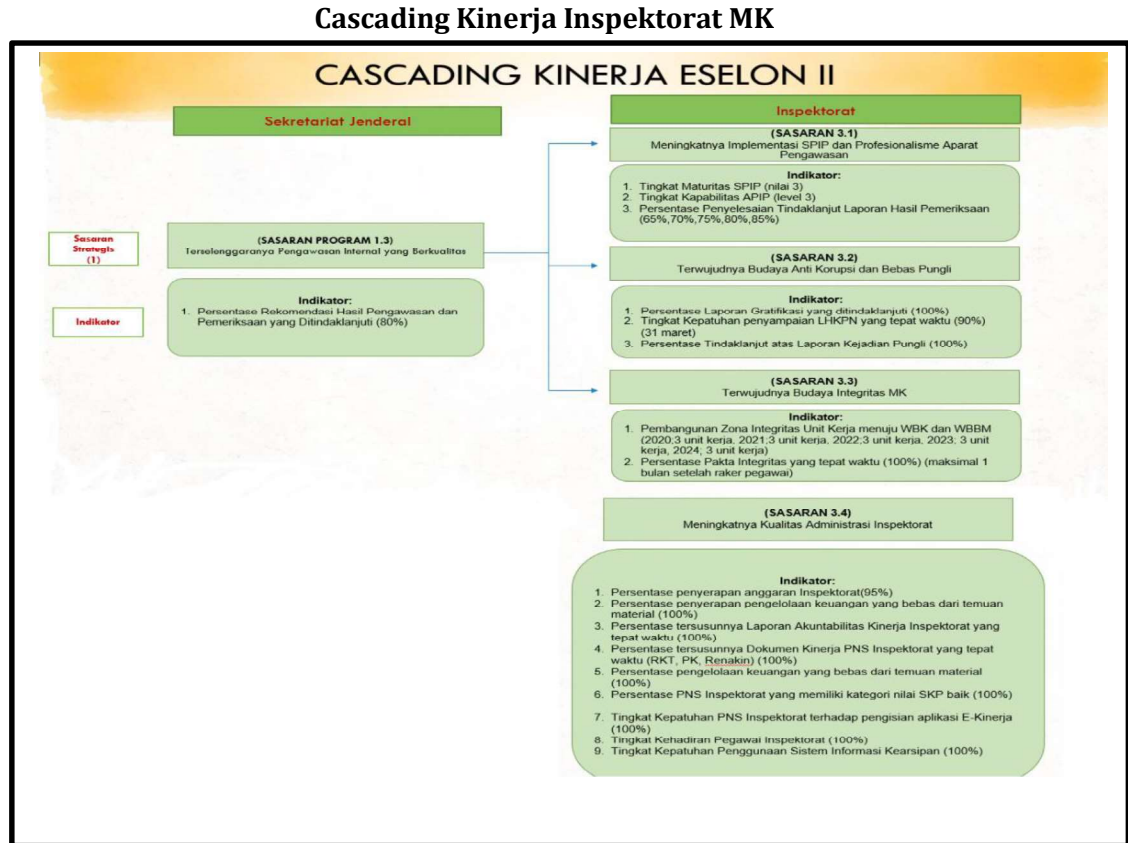 Cascading Kinerja Inspektorat MK
CASCADING KINERJA ESELON II
Sekretariat Jenderal
Sasaran
Strategis
(1)
(SASARAN PROGRAM 1.3)
Terselenggaranya Pengawasan Internal yang Berkualitas
Indikator
Indikator:
1. Persentase Rekomendasi Hasil Pengawasan dan
Pemeriksaan yang Ditindaklanjuti (80%)
Inspektorat
(SASARAN 3.1)
Meningkatnya Implementasi SPIP dan Profesionalisme Aparat
Pengawasan
Indikator:
1. Tingkat Maturitas SPIP (nilai 3)
2. Tingkat Kapabilitas APIP (level 3)
3. Persentase Penyelesaian Tindaklanjut Laporan Hasil Pemeriksaan
(65%,70%,75%,80%,85%)
(SASARAN 3.2)
Terwujudnya Budaya Anti Korupsi dan Bebas Pungli
Indikator:
1. Persentase Laporan Gratifikasi yang ditindaklanjuti (100%)
2. Tingkat Kepatuhan penyampaian LHKPN yang tepat waktu (90%)
(31 maret)
3. Persentase Tindaklanjut atas Laporan Kejadian Pungli (100%)
(SASARAN 3.3)
Terwujudnya Budaya Integritas MK
Indikator:
1. Pembangunan Zona Integritas Unit Kerja menuju WBK dan WBBM
(2020;3 unit kerja, 2021;3 unit kerja, 2022;3 unit kerja, 2023; 3 unit
kerja, 2024; 3 unit kerja)
2. Persentase Pakta Integritas yang tepat waktu (100%) (maksimal 1
bulan setelah raker pegawai)
(SASARAN 3.4)
Meningkatnya Kualitas Administrasi Inspektorat
Indikator:
1. Persentase penyerapan anggaran Inspektorat(95%)
2. Persentase penyerapan pengelolaan keuangan yang bebas dari temuan
material (100%)
3. Persentase tersusunnya Laporan Akuntabilitas Kinerja Inspektorat yang
tepat waktu (100%)
4. Persentase tersusunnya Dokumen Kinerja PNS Inspektorat yang tepat
waktu (RKT, PK, Renakin) (100%)
5. Persentase pengelolaan keuangan yang bebas dari temuan material
(100%)
6. Persentase PNS Inspektorat yang memiliki kategori nilai SKP baik (100%)
7. Tingkat Kepatuhan PNS Inspektorat terhadap pengisian aplikasi E-Kinerja
(100%)
8. Tingkat Kehadiran Pegawai Inspektorat (100%)
9. Tingkat Kepatuhan Penggunaan Sistem Informasi Kearsipan (100%)